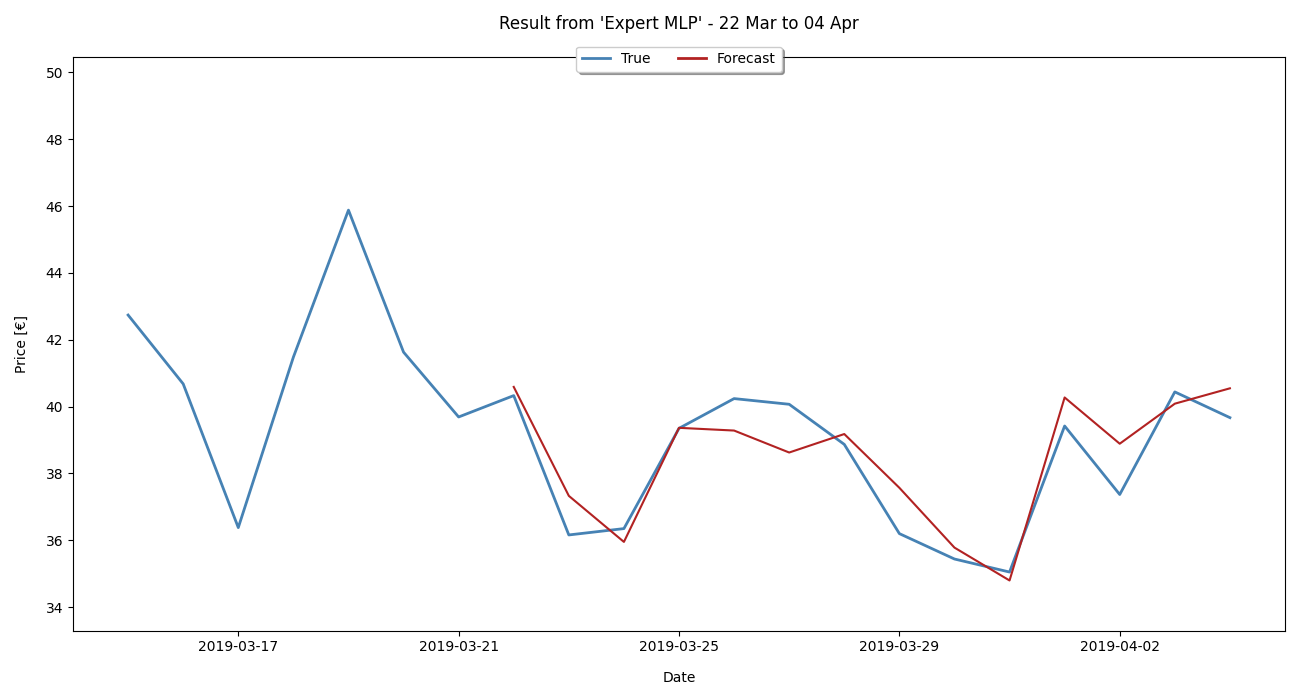 Result from 'Expert MLP' - 22 Mar to 04 Apr
True Forecast
50
48
46
44
42
40
38
36
34
Price [€]
2019-03-17 2019-03-21 2019-03-25 2019-03-29 2019-04-02
Date